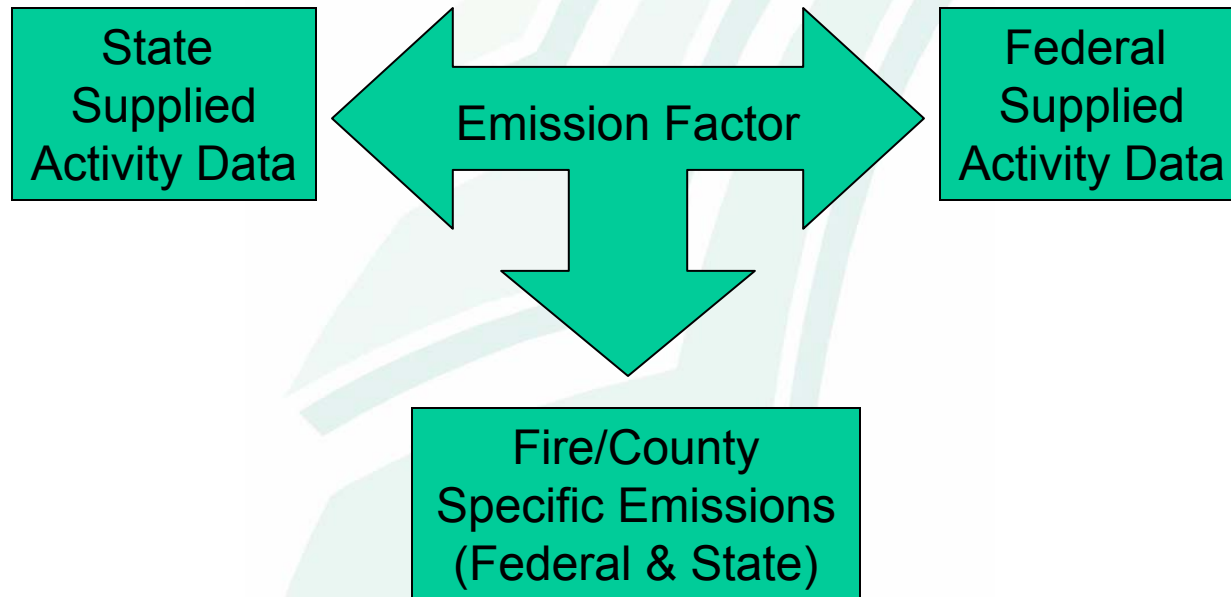 State
Supplied
Activity Data
Emission Factor
Federal
Supplied
Activity Data
Fire/County
Specific Emissions
(Federal & State)